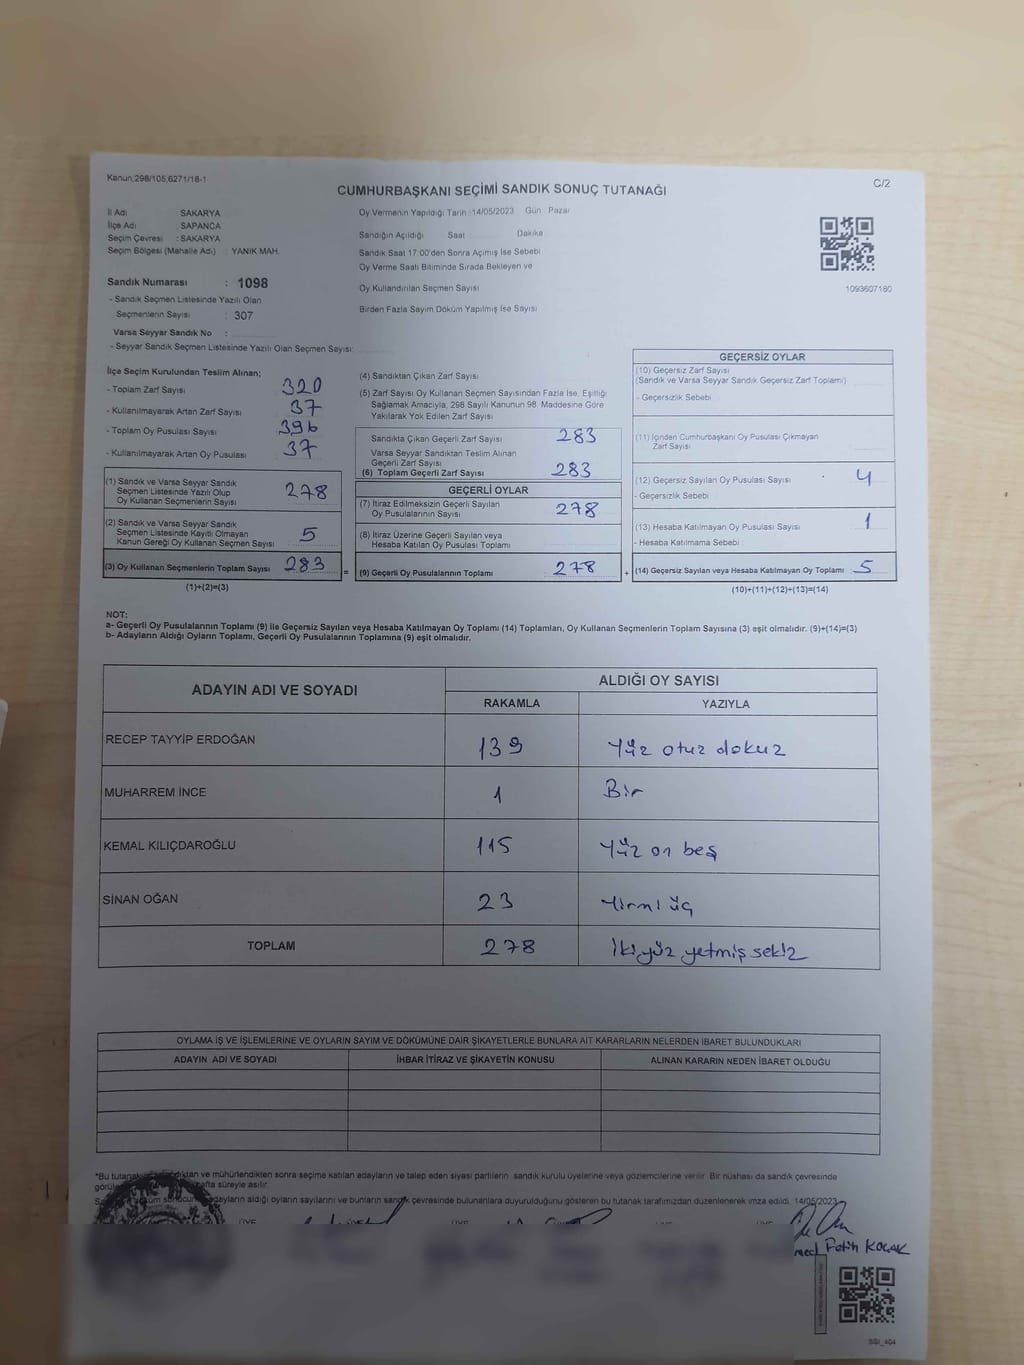 Kanun;298/105,6271/18-1
C/2
CUMHURBAŞKANI SEÇİMİ SANDIK SONUÇ TUTANAĞI
İl Adı : SAKARYA
İlçe Adı : SAPANCA
Seçim Çevresi : SAKARYA
Seçim Bölgesi (Mahalle Adı) : YANIK MAH.
Oy Vermenin Yapıldığı Tarih :14/05/2023 Gün : Pazar
Sandığın Açıldığı Saat Dakika
Sandık Saat 17:00'den Sonra Açımış İse Sebebi
Oy Verme Saati Bitiminde Sırada Bekleyen ve
Oy Kullandırılan Seçmen Sayısı
Birden Fazla Sayım Döküm Yapılmış İse Sayısı
1093607180
Sandık Numarası : 1098
- Sandık Seçmen Listesinde Yazılı Olan
Seçmenlerin Sayısı : 307
Varsa Seyyar Sandık No :
- Seyyar Sandık Seçmen Listesinde Yazılı Olan Seçmen Sayısı:
İlçe Seçim Kurulundan Teslim Alınan;
- Toplam Zarf Sayısı 320
- Kullanılmayarak Artan Zarf Sayısı 37
- Toplam Oy Pusulası Sayısı 396
- Kullanılmayarak Artan Oy Pusulası 37
(1) Sandık ve Varsa Seyyar Sandık
Seçmen Listesinde Yazılı Olup
Oy Kullanan Seçmenlerin Sayısı 278
(2) Sandık ve Varsa Seyyar Sandık
Seçmen Listesinde Kayıtlı Olmayan
Kanun Gereği Oy Kullanan Seçmen Sayısı 5
(3) Oy Kullanan Seçmenlerin Toplam Sayısı 283 =
(1)+(2)=(3)
(4) Sandıktan Çıkan Zarf Sayısı
(5) Zarf Sayısı Oy Kullanan Seçmen Sayısından Fazla İse, Eşitliği
Sağlamak Amacıyla, 298 Sayılı Kanunun 98. Maddesine Göre
Yakılarak Yok Edilen Zarf Sayısı
Sandıkta Çıkan Geçerli Zarf Sayısı 283
Varsa Seyyar Sandıktan Teslim Alınan
Geçerli Zarf Sayısı
(6) Toplam Geçerli Zarf Sayısı 283
GEÇERLİ OYLAR
(7) İtiraz Edilmeksizin Geçerli Sayılan
Oy Pusulalarının Sayısı 278
(8) İtiraz Üzerine Geçerli Sayılan veya
Hesaba Katılan Oy Pusulası Toplamı
(9) Geçerli Oy Pusulalarının Toplamı 278 +
GEÇERSİZ OYLAR
(10) Geçersiz Zarf Sayısı
(Sandık ve Varsa Seyyar Sandık Geçersiz Zarf Toplamı)
- Geçersizlik Sebebi
(11) İçinden Cumhurbaşkanı Oy Pusulası Çıkmayan
Zarf Sayısı
(12) Geçersiz Sayılan Oy Pusulası Sayısı 4
- Geçersizlik Sebebi
(13) Hesaba Katılmayan Oy Pusulası Sayısı 1
- Hesaba Katılmama Sebebi
(14) Geçersiz Sayılan veya Hesaba Katılmayan Oy Toplamı 5
(10)+(11)+(12)+(13)=(14)
NOT:
a- Geçerli Oy Pusulalarının Toplamı (9) ile Geçersiz Sayılan veya Hesaba Katılmayan Oy Toplamı (14) Toplamları, Oy Kullanan Seçmenlerin Toplam Sayısına (3) eşit olmalıdır. (9)+(14)=(3)
b- Adayların Aldığı Oyların Toplamı, Geçerli Oy Pusulalarının Toplamına (9) eşit olmalıdır.
ADAYIN ADI VE SOYADI ALDIĞI OY SAYISI
RAKAMLA YAZIYLA
RECEP TAYYİP ERDOĞAN 139 Yüz otuz dokuz
MUHARREM İNCE 1 Bir
KEMAL KILIÇDAROĞLU 115 Yüz on beş
SİNAN OĞAN 23 Yirmi üç
TOPLAM 278 İkiyüz yetmiş sekiz
OYLAMA İŞ VE İŞLEMLERİNE VE OYLARIN SAYIM VE DÖKÜMÜNE DAİR ŞİKAYETLERLE BUNLARA AİT KARARLARIN NELERDEN İBARET BULUNDUKLARI
ADAYIN ADI VE SOYADI İHBAR İTİRAZ VE ŞİKAYETİN KONUSU ALINAN KARARIN NEDEN İBARET OLDUĞU
*Bu ve mühürlendikten sonra seçime katılan adayların ve talep eden siyasi partilerin sandık kurulu üyelerine veya gözlemcilerine verilir. Bir nüshası da sandık çevresinde
hafta süreyle asılır.
adayların aldığı oyların sayılarını ve bunların sandık çevresinde bulunanlara duyurulduğunu gösteren bu tutanak tarafımızdan düzenlenerek imza edildi. 14/05/2023
Fatih KOÇAK
SSI_404